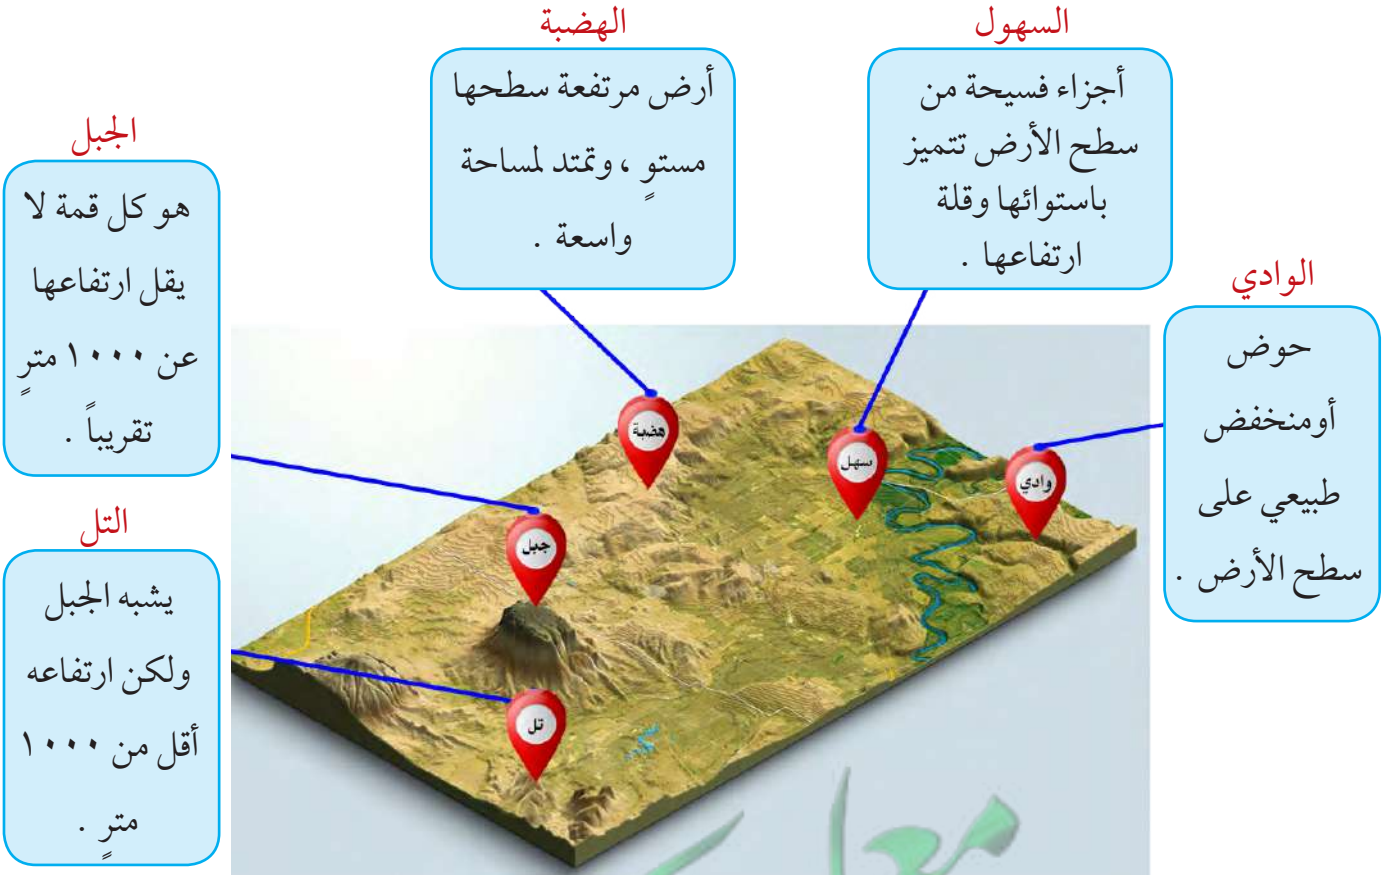 السهول
أجزاء فسيحة من
سطح الأرض تتميز
باستوائها وقلة
ارتفاعها .
الهضبة
أرض مرتفعة سطحها
مستوٍ ، وتمتد لمساحة
واسعة .
الجبل
هو كل قمة لا
يقل ارتفاعها
عن ١٠٠٠ مترٍ
تقريباً .
الوادي
حوض
أومنخفض
طبيعي على
سطح الأرض .
التل
يشبه الجبل
ولكن ارتفاعه
أقل من ١٠٠٠
مترٍ .
هضبة
سهل
وادي
جبل
تل